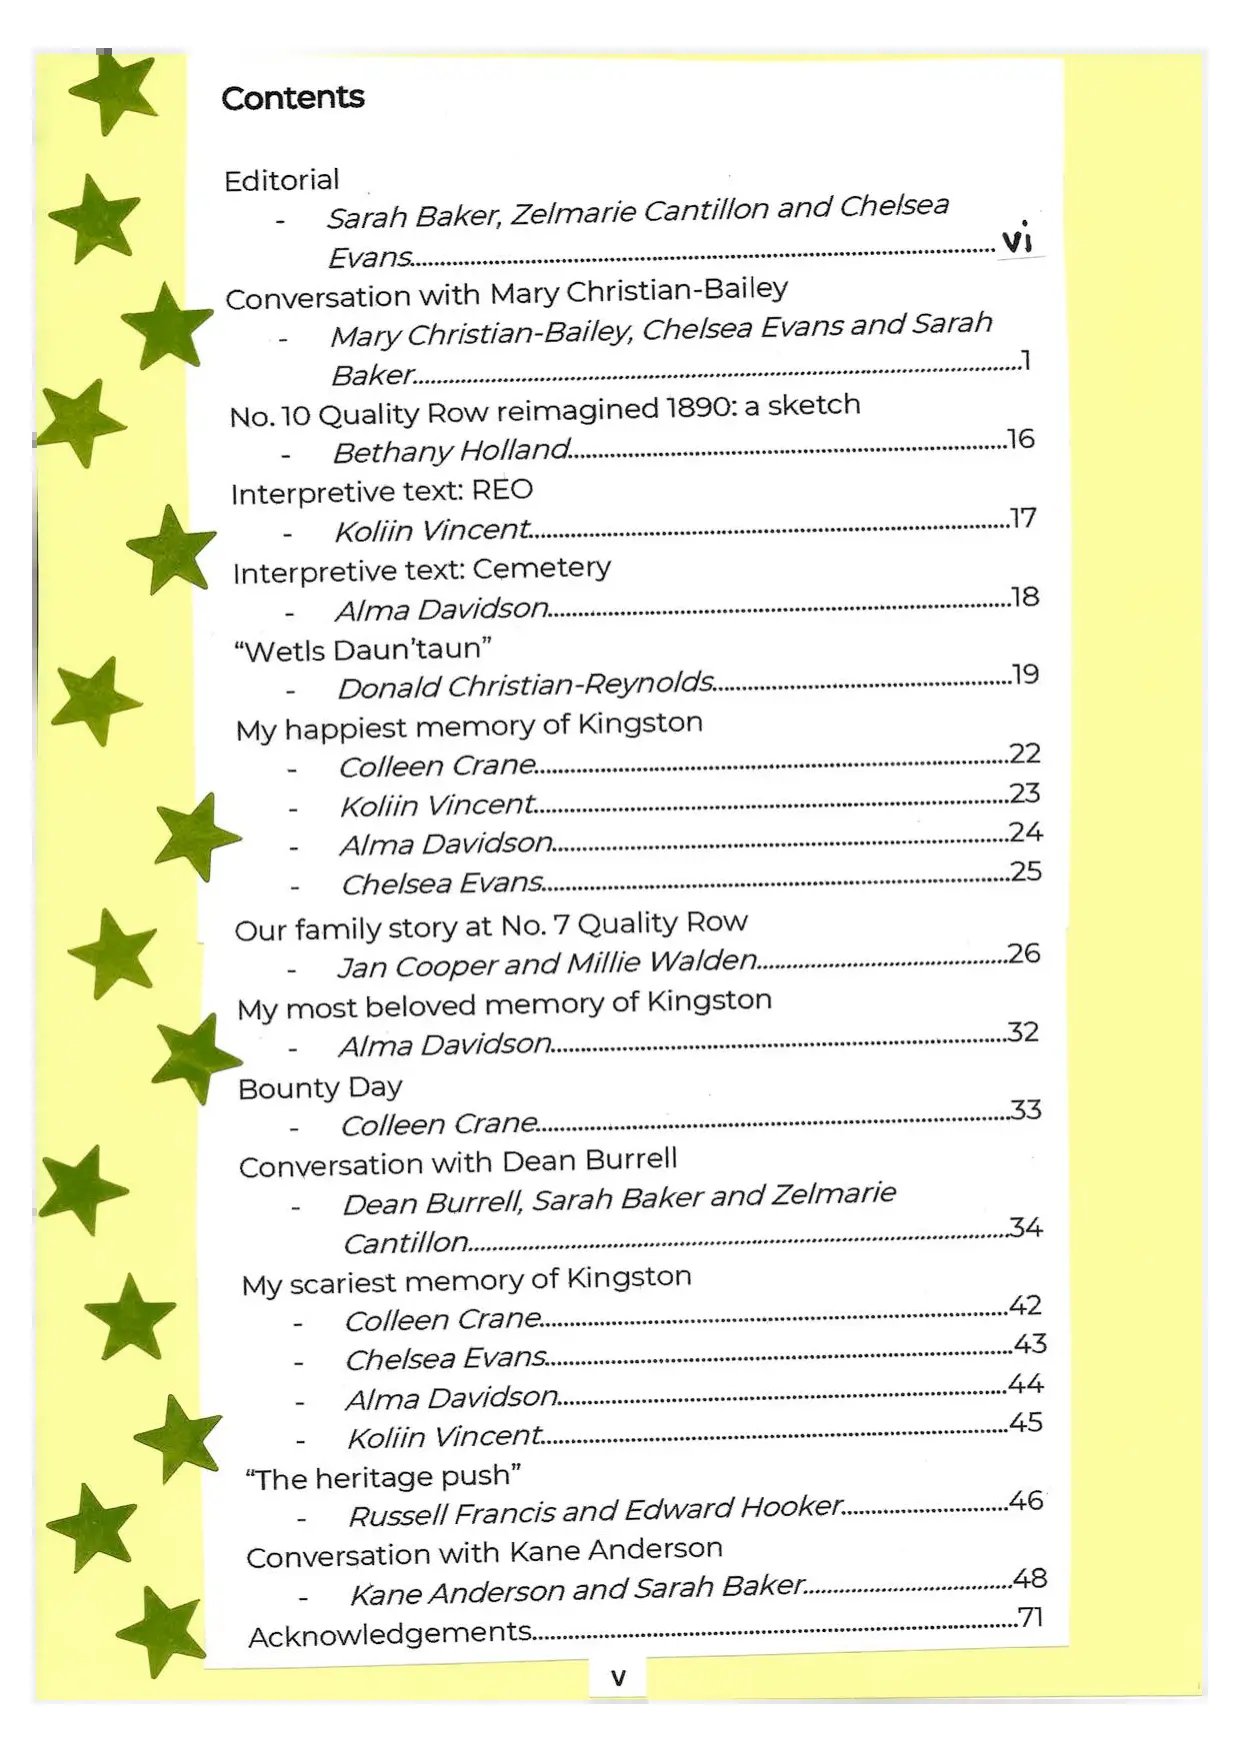 Contents
Editorial
- Sarah Baker, Zelmarie Cantillon and Chelsea
Evans........................................................................................... vi
Conversation with Mary Christian-Bailey
- Mary Christian-Bailey, Chelsea Evans and Sarah
Baker...........................................................................................1
No. 10 Quality Row reimagined 1890: a sketch
- Bethany Holland.....................................................................16
Interpretive text: REO
- Koliin Vincent..........................................................................17
Interpretive text: Cemetery
- Alma Davidson.......................................................................18
“Wetls Daun’taun”
- Donald Christian-Reynolds..............................................19
My happiest memory of Kingston
- Colleen Crane.........................................................................22
- Koliin Vincent.........................................................................23
- Alma Davidson......................................................................24
- Chelsea Evans........................................................................25
Our family story at No. 7 Quality Row
- Jan Cooper and Millie Walden.......................................26
My most beloved memory of Kingston
- Alma Davidson......................................................................32
Bounty Day
- Colleen Crane.........................................................................33
Conversation with Dean Burrell
- Dean Burrell, Sarah Baker and Zelmarie
Cantillon...................................................................................34
My scariest memory of Kingston
- Colleen Crane.........................................................................42
- Chelsea Evans........................................................................43
- Alma Davidson......................................................................44
- Koliin Vincent.........................................................................45
“The heritage push”
- Russell Francis and Edward Hooker.........................46
Conversation with Kane Anderson
- Kane Anderson and Sarah Baker................................48
Acknowledgements...........................................................................71
v